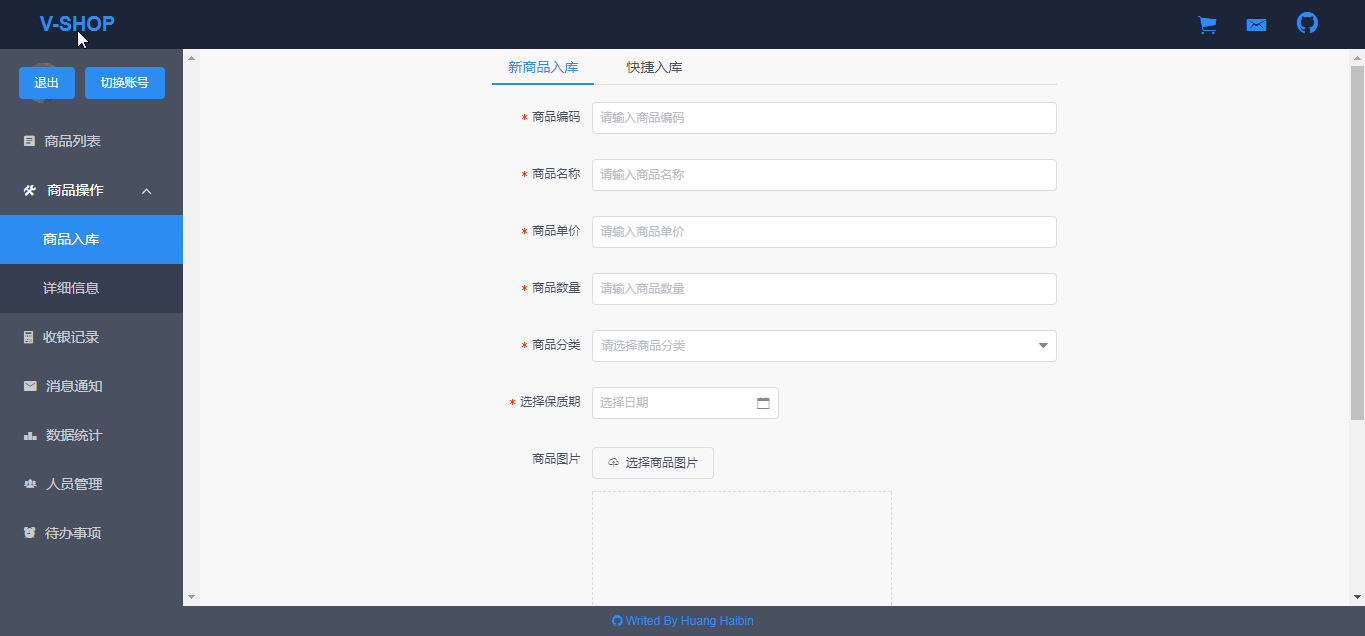 V-SHOP
退出 切换账号
商品列表
商品操作
商品入库
详细信息
收银记录
消息通知
数据统计
人员管理
待办事项
新商品入库 快捷入库
* 商品编码 请输入商品编码
* 商品名称 请输入商品名称
* 商品单价 请输入商品单价
* 商品数量 请输入商品数量
* 商品分类 请选择商品分类
* 选择保质期 选择日期
商品图片 选择商品图片
Writed By Huang Haibin